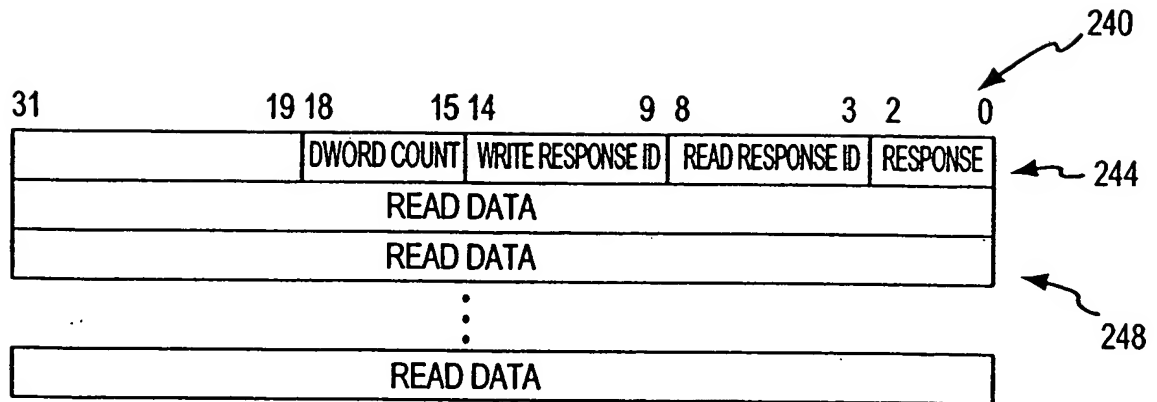 240
31 19 18 15 14 9 8 3 2 0
DWORD COUNT WRITE RESPONSE ID READ RESPONSE ID RESPONSE
244
READ DATA
READ DATA
248
READ DATA